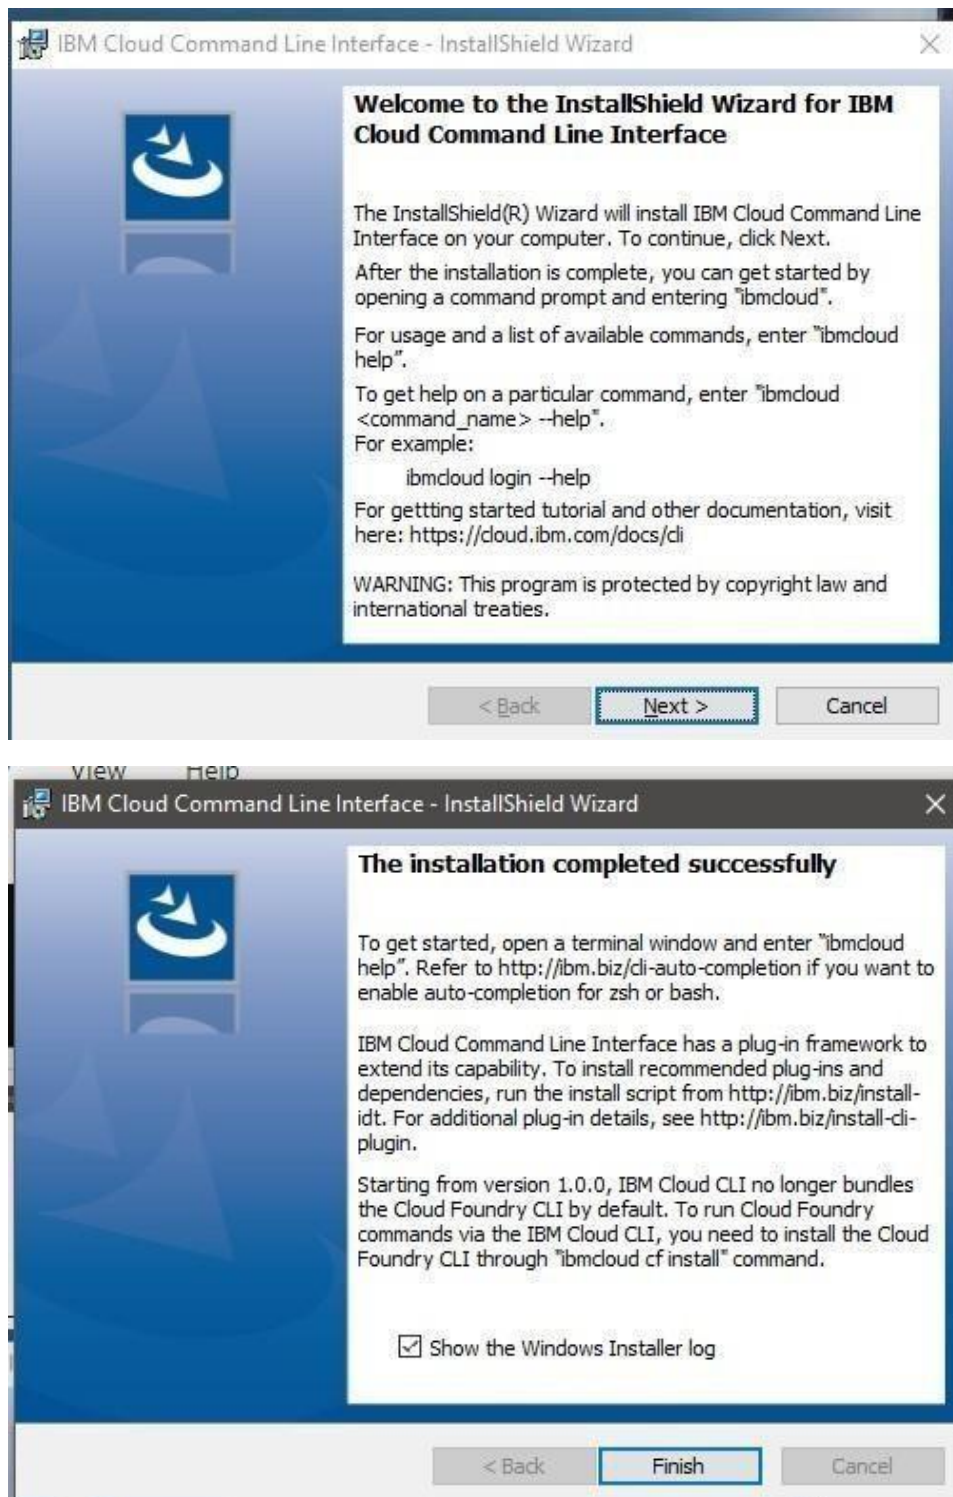 IBM Cloud Command Line Interface - InstallShield Wizard
Welcome to the InstallShield Wizard for IBM
Cloud Command Line Interface
The InstallShield(R) Wizard will install IBM Cloud Command Line
Interface on your computer. To continue, click Next.
After the installation is complete, you can get started by
opening a command prompt and entering "ibmcloud".
For usage and a list of available commands, enter "ibmcloud
help".
To get help on a particular command, enter "ibmcloud
<command_name> --help".
For example:
ibmcloud login --help
For gettting started tutorial and other documentation, visit
here: https://cloud.ibm.com/docs/cli
WARNING: This program is protected by copyright law and
international treaties.
< Back Next > Cancel
View Help
IBM Cloud Command Line Interface - InstallShield Wizard
The installation completed successfully
To get started, open a terminal window and enter "ibmcloud
help". Refer to http://ibm.biz/cli-auto-completion if you want to
enable auto-completion for zsh or bash.
IBM Cloud Command Line Interface has a plug-in framework to
extend its capability. To install recommended plug-ins and
dependencies, run the install script from http://ibm.biz/install-
idt. For additional plug-in details, see http://ibm.biz/install-cli-
plugin.
Starting from version 1.0.0, IBM Cloud CLI no longer bundles
the Cloud Foundry CLI by default. To run Cloud Foundry
commands via the IBM Cloud CLI, you need to install the Cloud
Foundry CLI through "ibmcloud cf install" command.
Show the Windows Installer log
< Back Finish Cancel